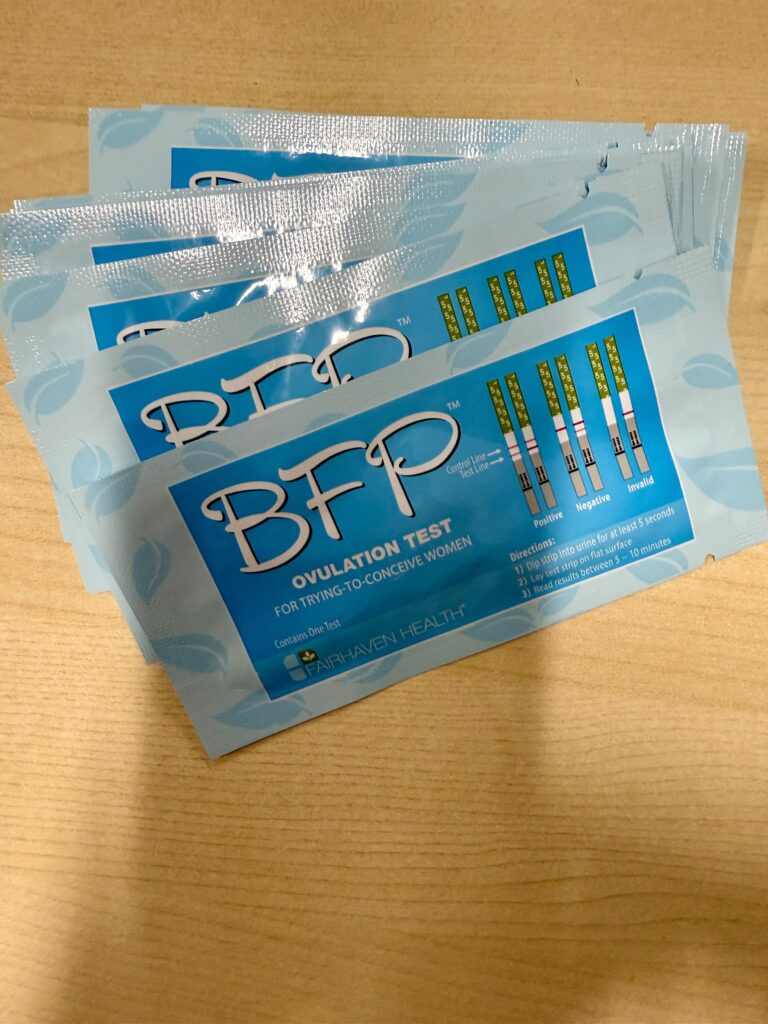 BFP™
BFP™
OVULATION TEST
FOR TRYING-TO-CONCEIVE WOMEN
Contains One Test
FAIRHAVEN HEALTH®
Control Line
Test Line
Positive
Negative
Invalid
Directions:
1) Dip strip into urine for at least 5 seconds
2) Lay test strip on flat surface
3) Read results between 5 – 10 minutes